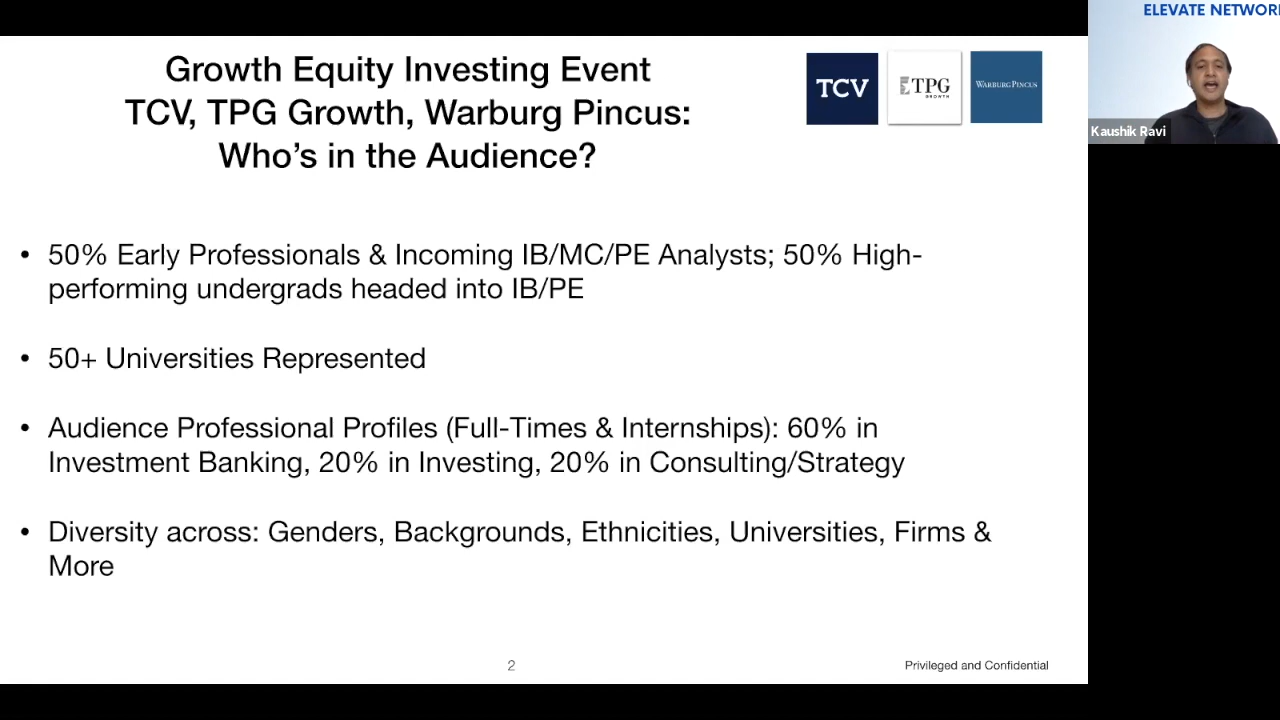 ELEVATE NETWOR
Growth Equity Investing Event
TCV, TPG Growth, Warburg Pincus:
Who's in the Audience?
TCV
TPG
GROWTH
WARBURG PINCUS
Kaushik Ravi
• 50% Early Professionals & Incoming IB/MC/PE Analysts; 50% High-
performing undergrads headed into IB/PE
• 50+ Universities Represented
• Audience Professional Profiles (Full-Times & Internships): 60% in
Investment Banking, 20% in Investing, 20% in Consulting/Strategy
• Diversity across: Genders, Backgrounds, Ethnicities, Universities, Firms &
More
2
Privileged and Confidential